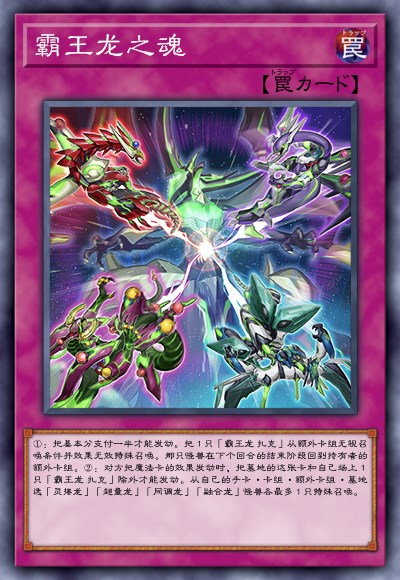 霸王龙之魂
罠
トラップ
トラップ
【罠カード】
①：把基本分支付一半才能发动。把１只「霸王龙 扎克」从额外卡组无视召
唤条件并效果无效特殊召唤。那只怪兽在下个回合的结束阶段回到持有者的
额外卡组。②：对方把魔法卡的效果发动时，把墓地的这张卡和自己场上１
只「霸王龙 扎克」除外才能发动。从自己的手卡・卡组・额外卡组・墓地
选「灵摆龙」「超量龙」「同调龙」「融合龙」怪兽各最多１只特殊召唤。